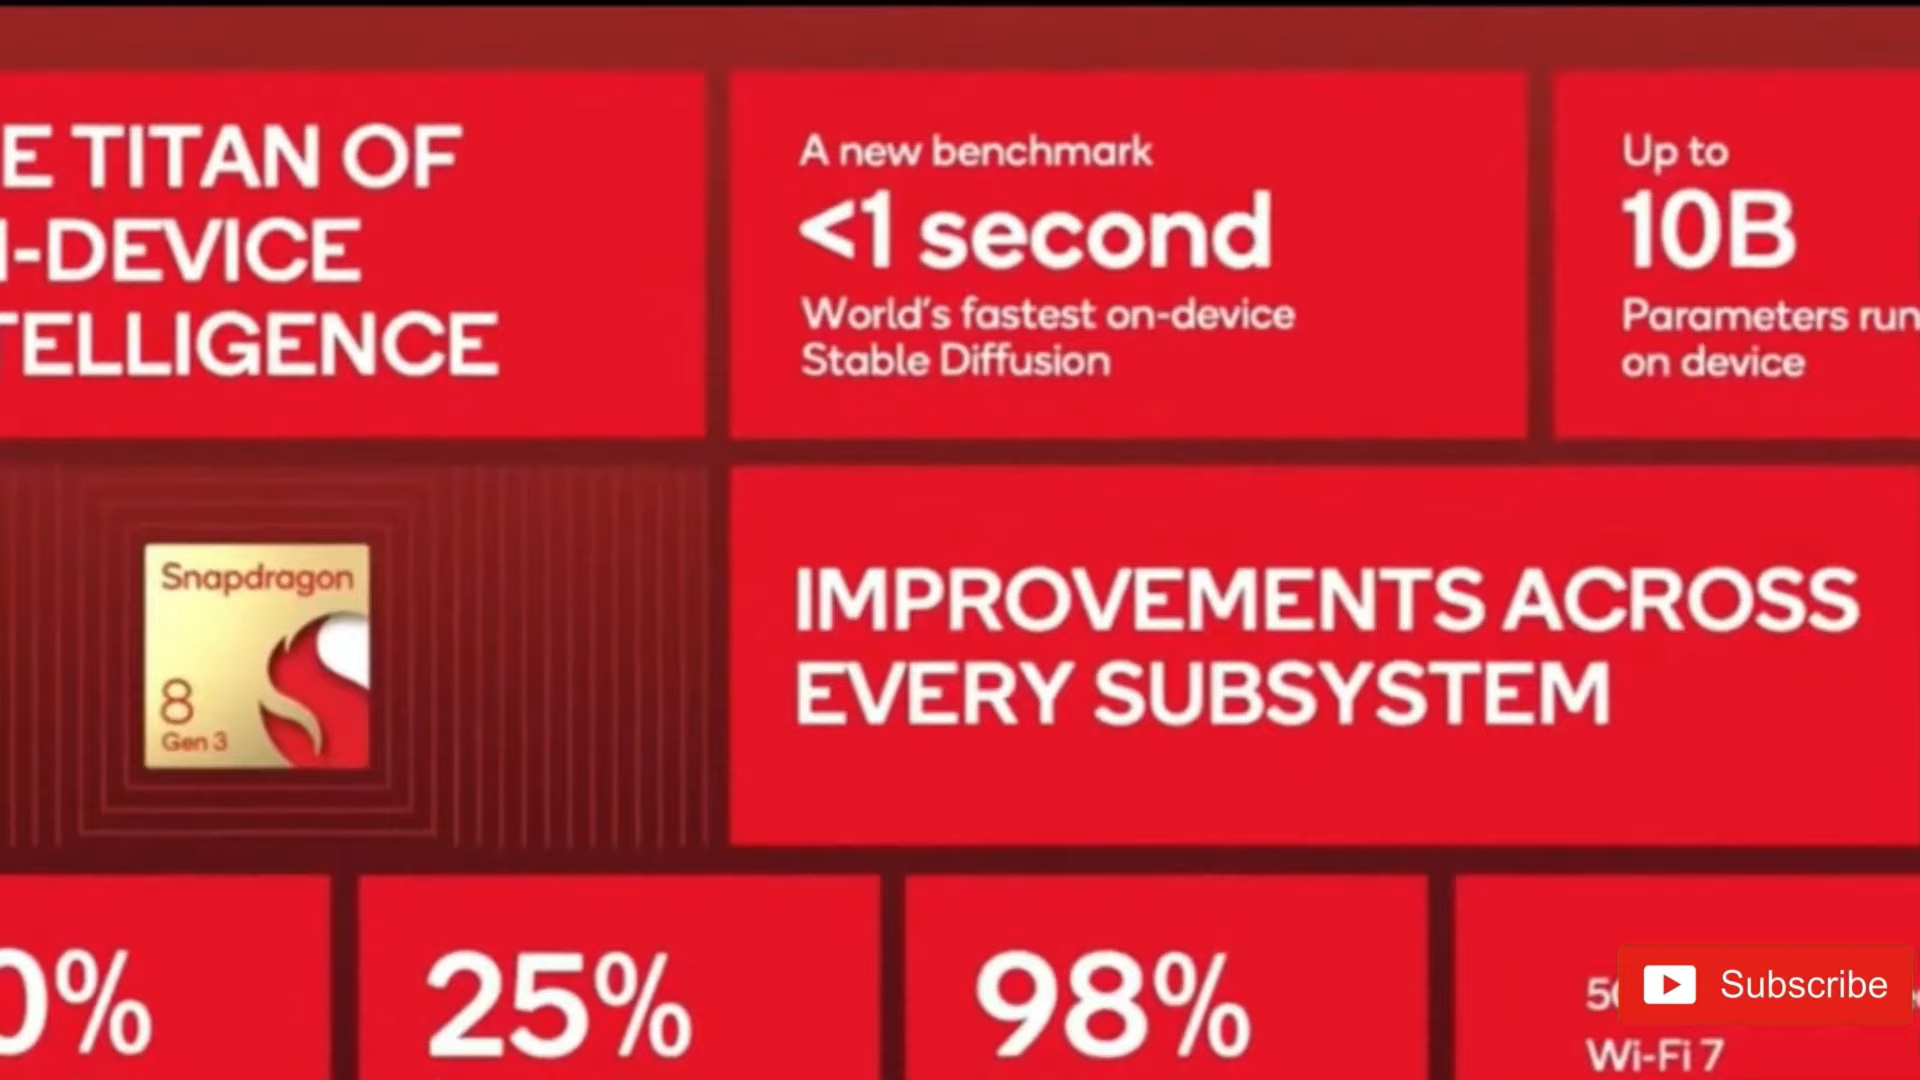 E TITAN OF
-DEVICE
TELLIGENCE
A new benchmark
<1 second
World's fastest on-device
Stable Diffusion
Up to
10B
Parameters run
on device
Snapdragon
8
Gen 3
IMPROVEMENTS ACROSS
EVERY SUBSYSTEM
0%
25%
98%
5
Wi-Fi 7
Subscribe